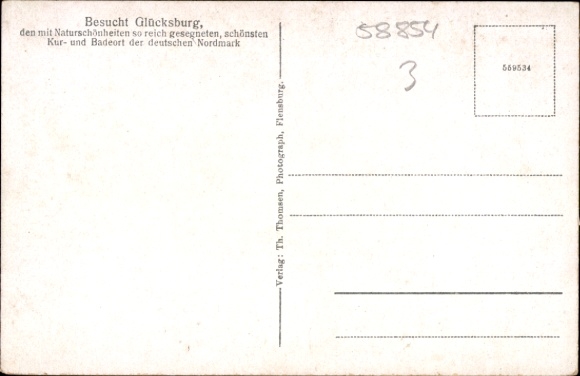 Besucht Glücksburg,
den mit Naturschönheiten so reich gesegneten, schönsten
Kur- und Badeort der deutschen Nordmark
Verlag: Th. Thomsen, Photograph, Flensburg.
58854
3
559534